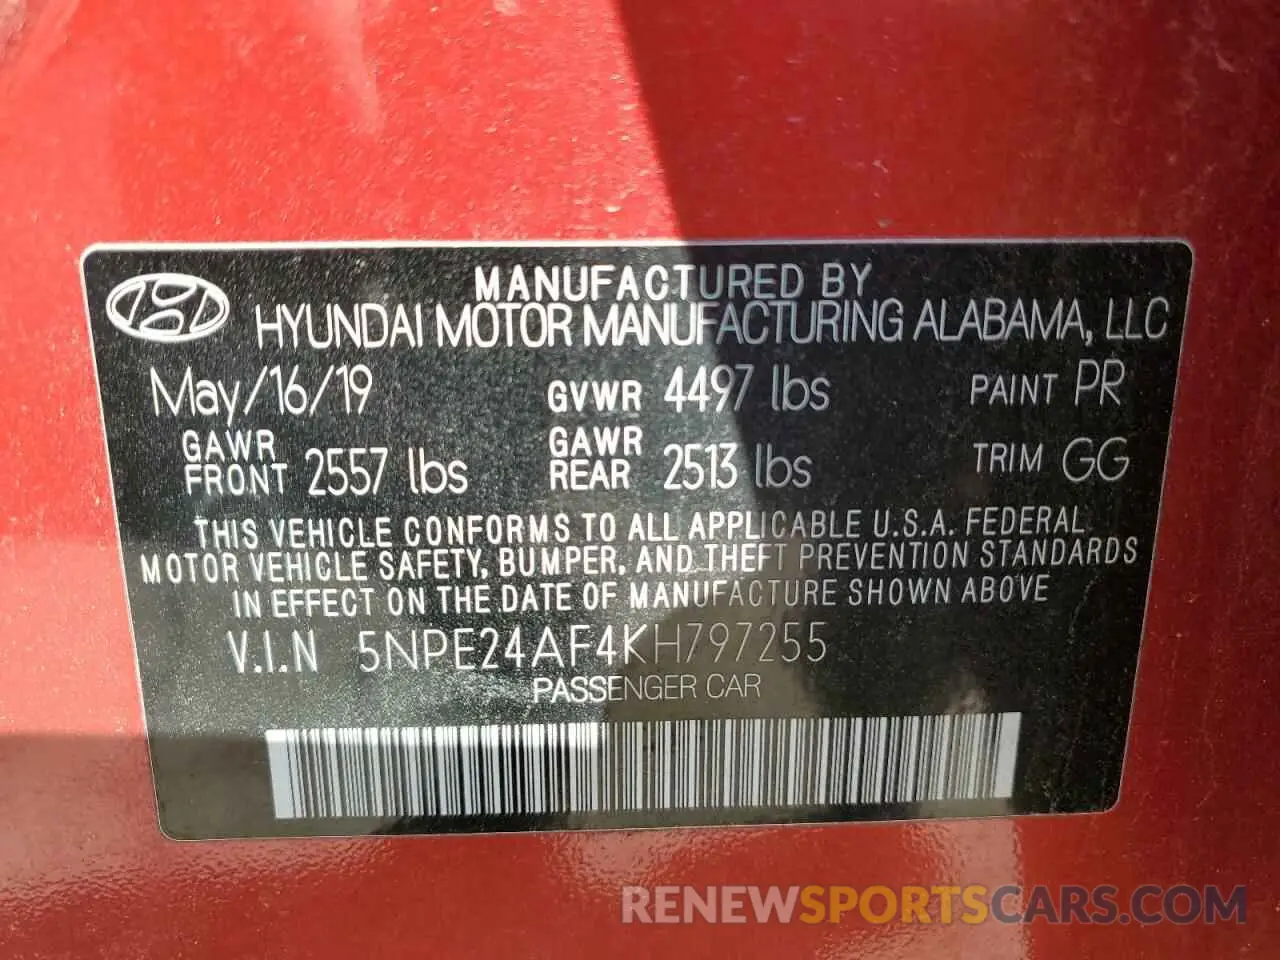 MANUFACTURED BY
HYUNDAI MOTOR MANUFACTURING ALABAMA, LLC
May/16/19 GVWR 4497 lbs PAINT PR
GAWR FRONT 2557 lbs GAWR REAR 2513 lbs TRIM GG
THIS VEHICLE CONFORMS TO ALL APPLICABLE U.S.A. FEDERAL
MOTOR VEHICLE SAFETY, BUMPER, AND THEFT PREVENTION STANDARDS
IN EFFECT ON THE DATE OF MANUFACTURE SHOWN ABOVE
V.I.N 5NPE24AF4KH797255
PASSENGER CAR
RENEWSPORTSCARS.COM